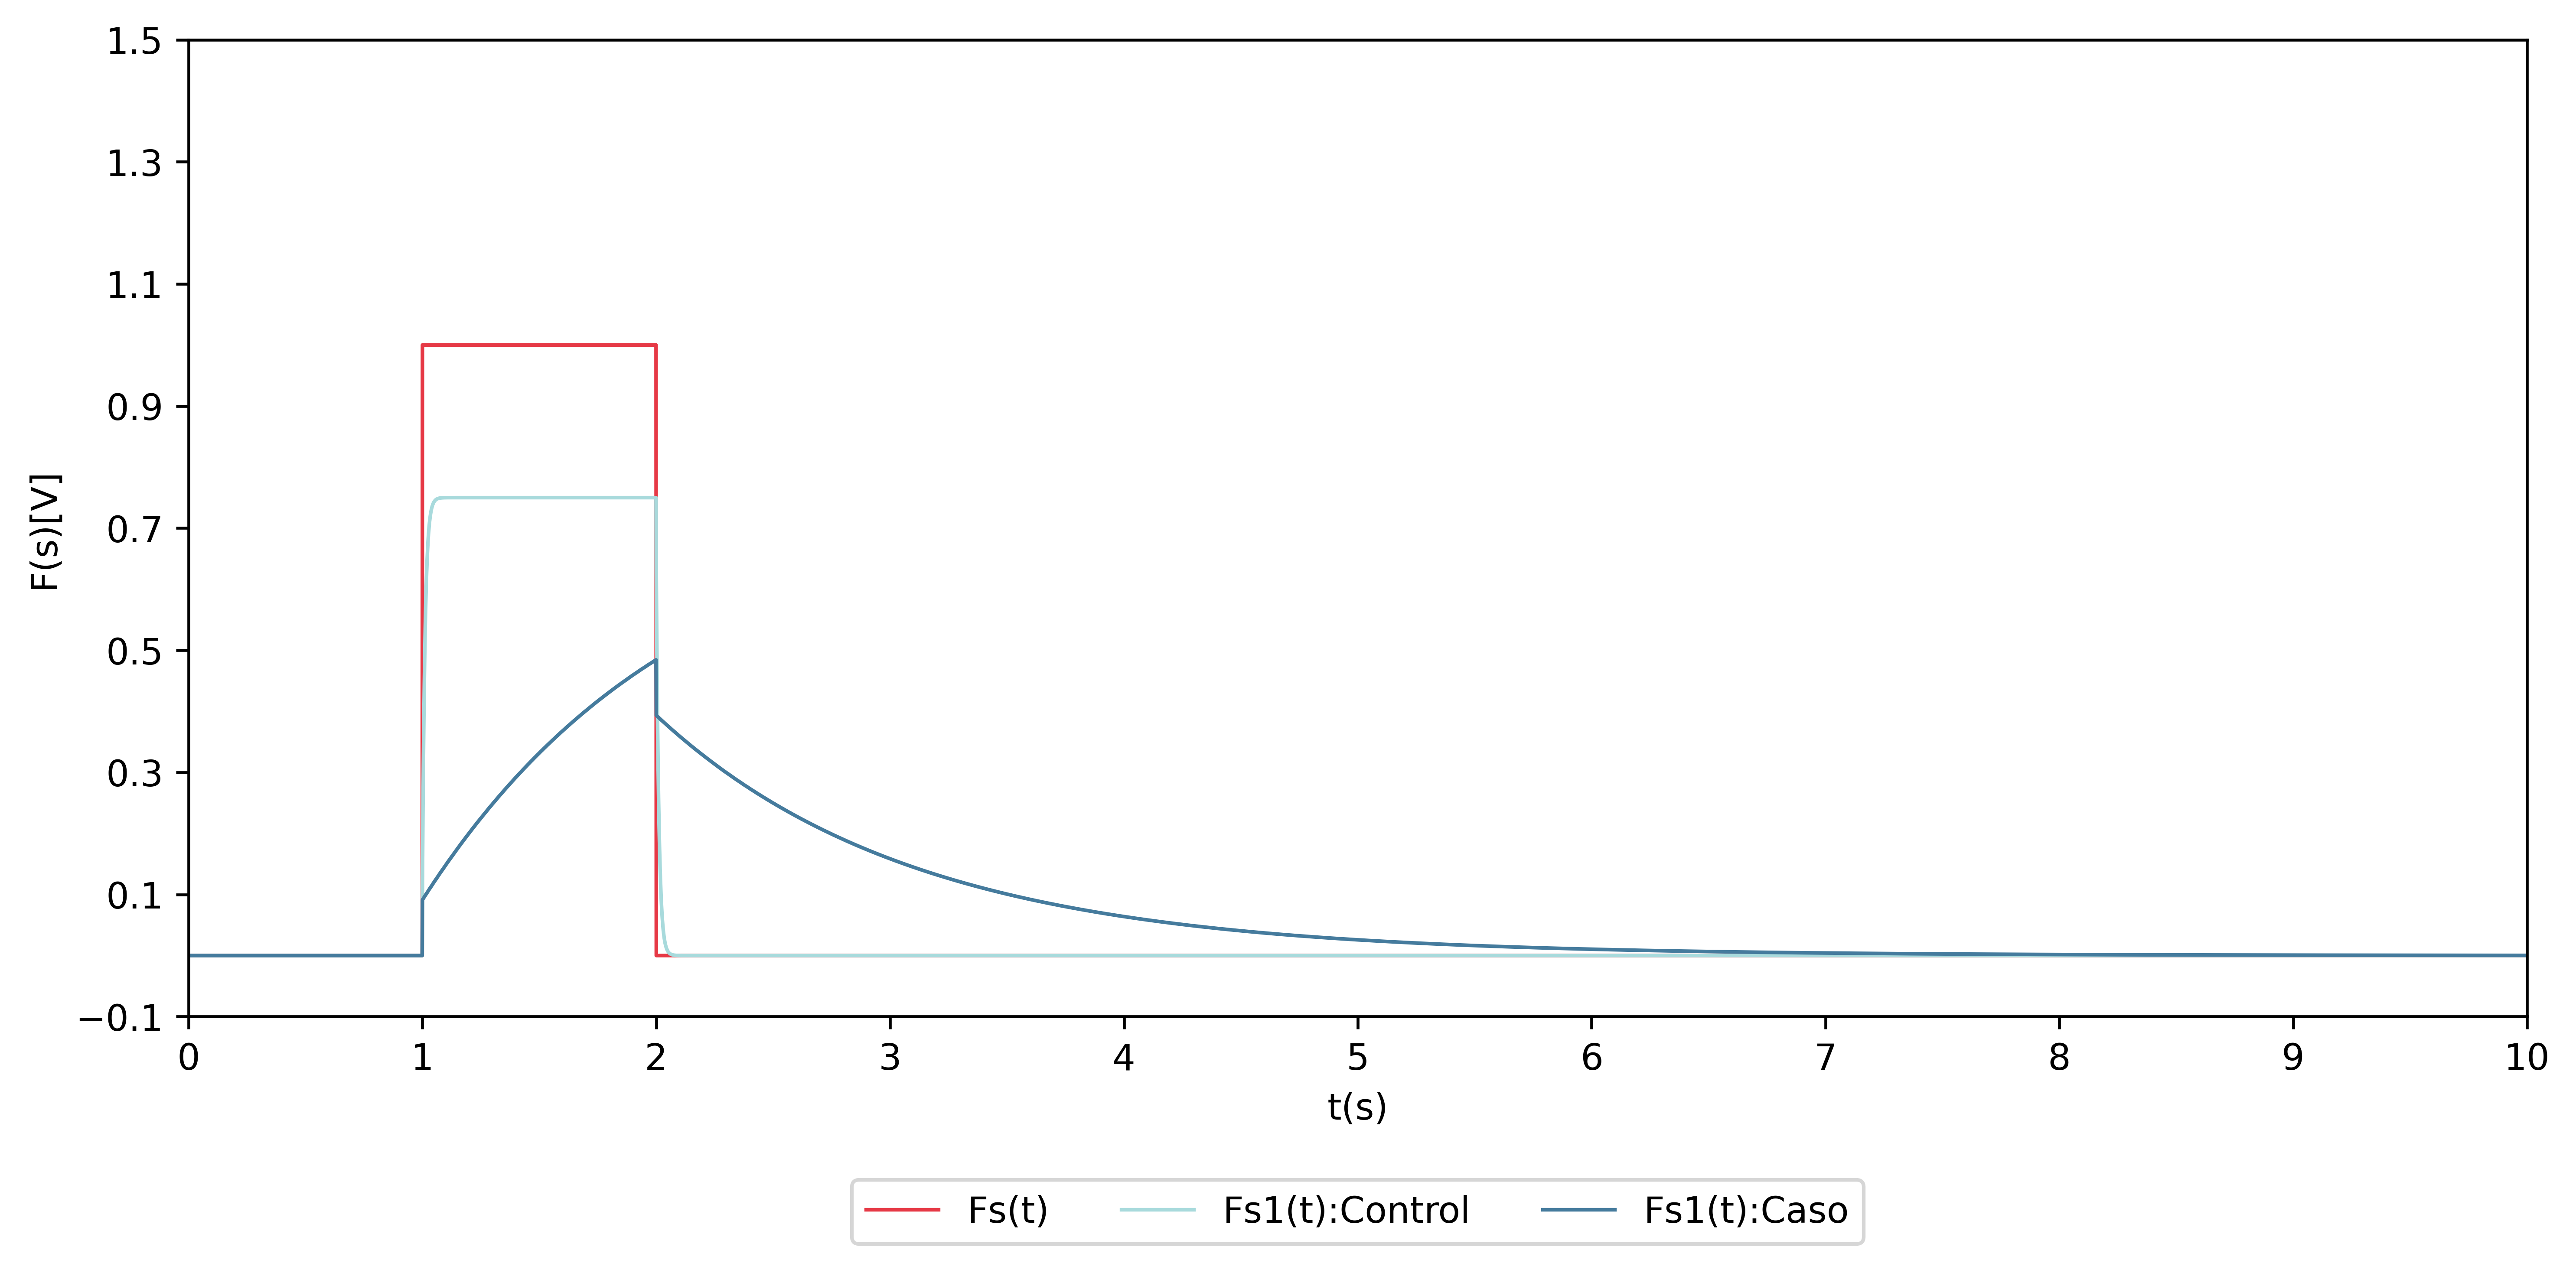 1.5
1.3
1.1
0.9
0.7
0.5
0.3
0.1
−0.1
F(s)[V]
0 1 2 3 4 5 6 7 8 9 10
t(s)
Fs(t) Fs1(t):Control Fs1(t):Caso